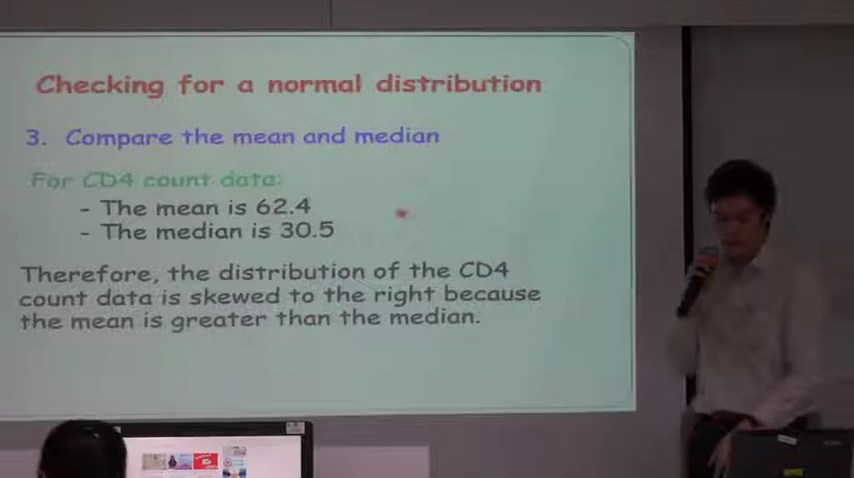 Checking for a normal distribution
3. Compare the mean and median
For CD4 count data:
- The mean is 62.4
- The median is 30.5
Therefore, the distribution of the CD4
count data is skewed to the right because
the mean is greater than the median.